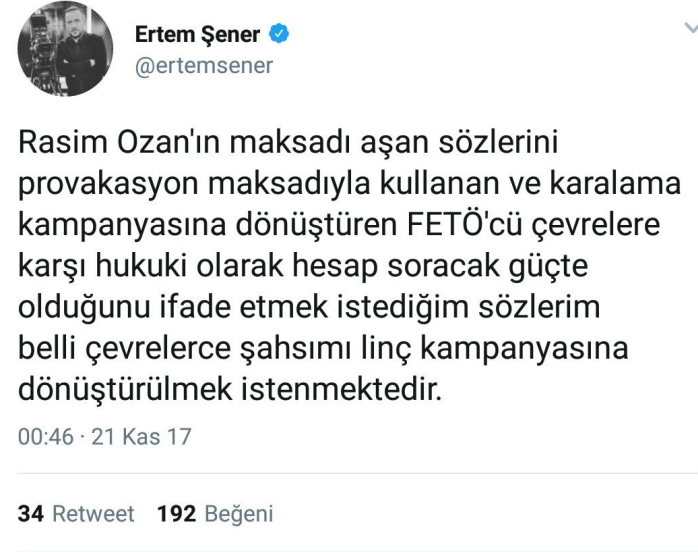 Ertem Şener
@ertemsener
Rasim Ozan'ın maksadı aşan sözlerini
provakasyon maksadıyla kullanan ve karalama
kampanyasına dönüştüren FETÖ'cü çevrelere
karşı hukuki olarak hesap soracak güçte
olduğunu ifade etmek istediğim sözlerim
belli çevrelerce şahsımı linç kampanyasına
dönüştürülmek istenmektedir.
00:46 · 21 Kas 17
34 Retweet 192 Beğeni